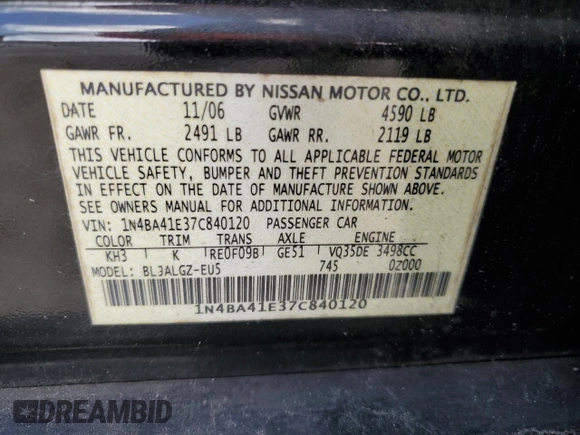 MANUFACTURED BY NISSAN MOTOR CO., LTD.
DATE 11/06 GVWR 4590 LB
GAWR FR. 2491 LB GAWR RR. 2119 LB
THIS VEHICLE CONFORMS TO ALL APPLICABLE FEDERAL MOTOR
VEHICLE SAFETY, BUMPER AND THEFT PREVENTION STANDARDS
IN EFFECT ON THE DATE OF MANUFACTURE SHOWN ABOVE.
SEE OWNERS MANUAL FOR ADDITIONAL INFORMATION.
VIN: 1N4BA41E37C840120 PASSENGER CAR
COLOR TRIM TRANS AXLE ENGINE
KH3 K RE0F09B GE51 VQ35DE 3498CC
MODEL: BL3ALGZ-EU5 745 02000
1N4BA41E37C840120
DREAMBID